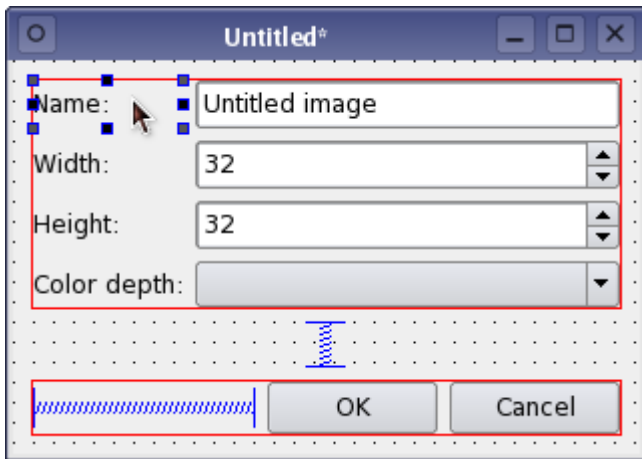 Untitled*
Name: Untitled image
Width: 32
Height: 32
Color depth:
OK Cancel